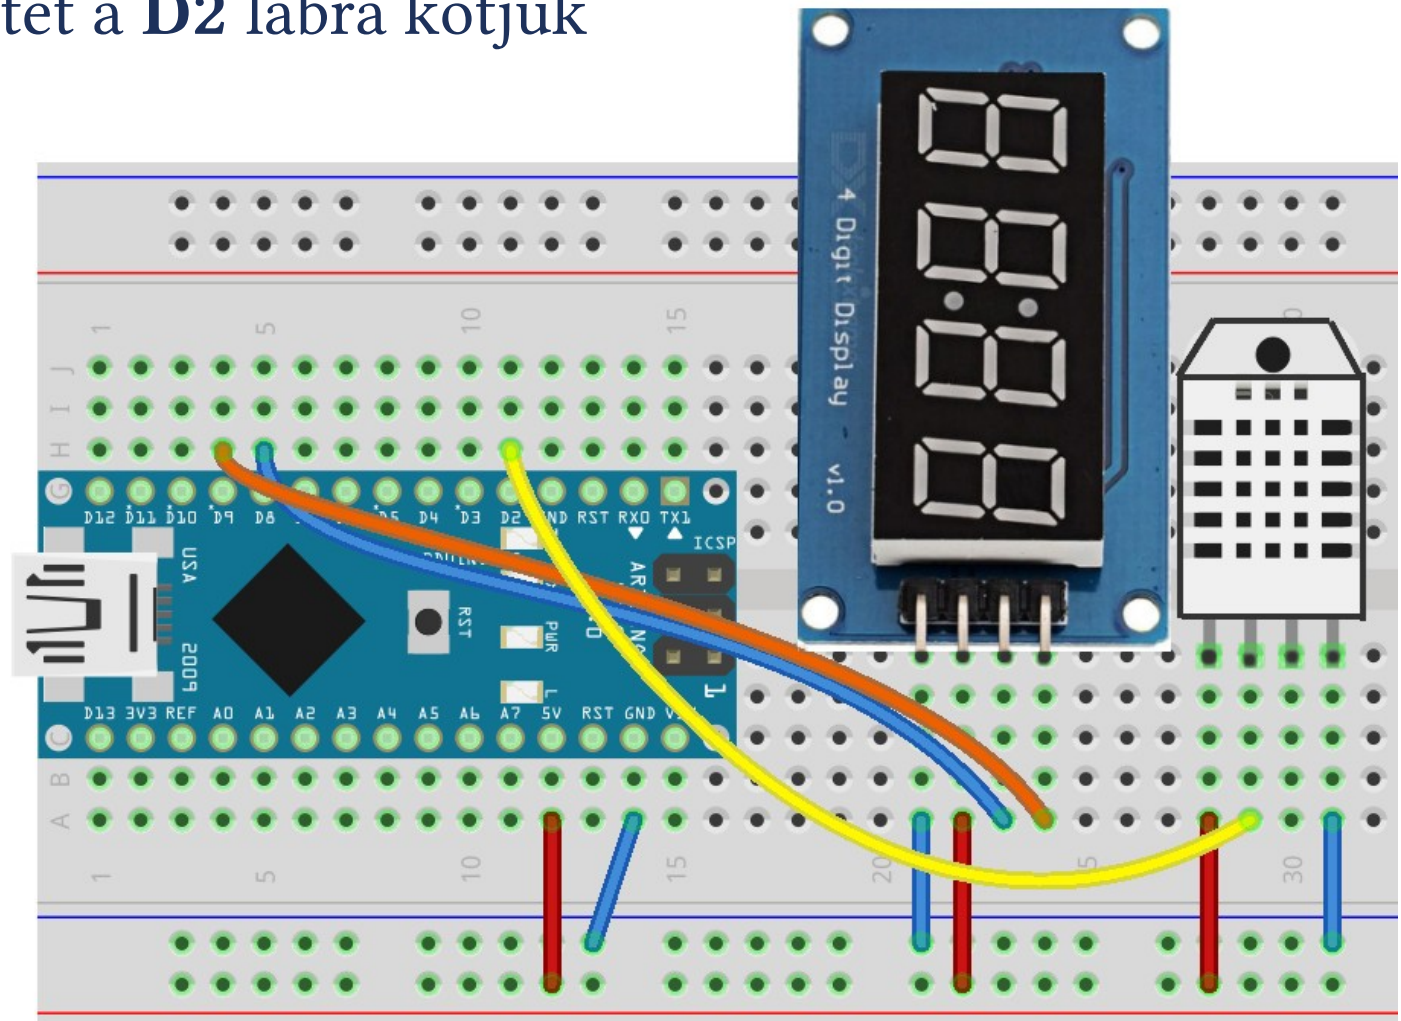 tet a D2 lábra kötjük
4 Digit Display - v1.0
1 5 10 15
J
I
H
G
D12 D11 D10 D9 D8 D5 D4 D3 D2 GND RST RX0 TX1
ICSP
USA
2009
RST
PWR
L
1
D13 3V3 REF A0 A1 A2 A3 A4 A5 A6 A7 5V RST GND
C
B
A
1 5 10 15 20 30